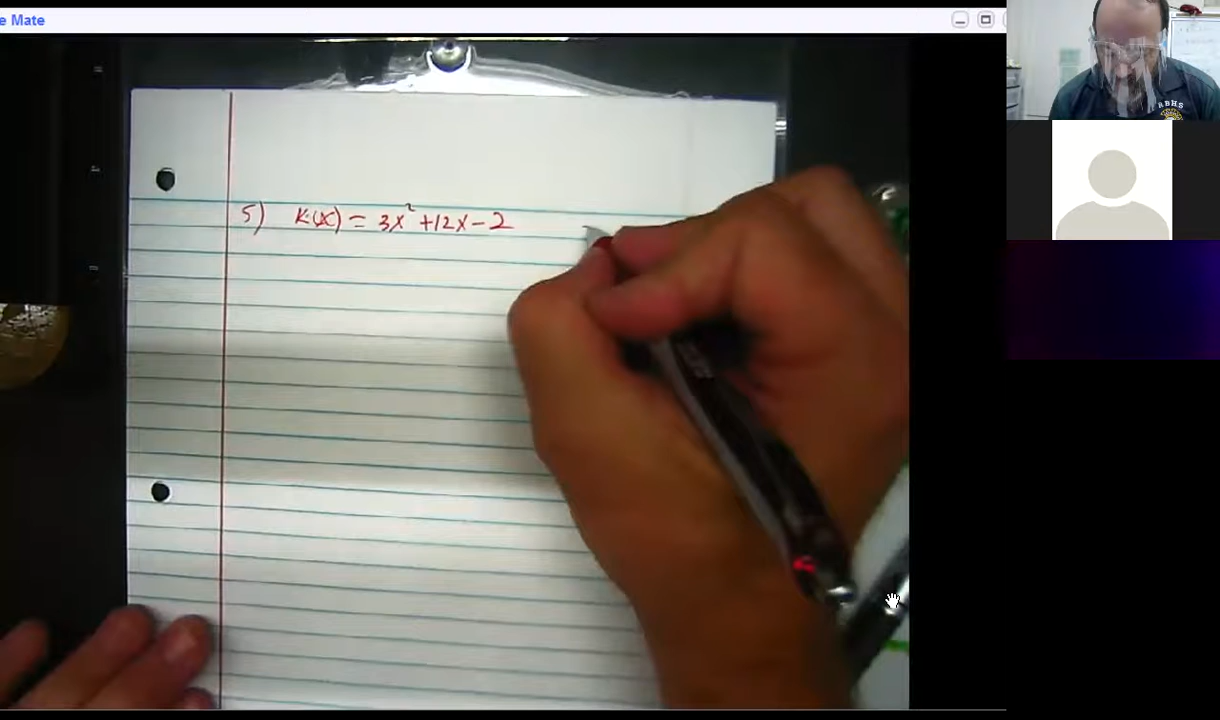 e Mate
RBHS
5) K(x) = 3x² + 12x - 2